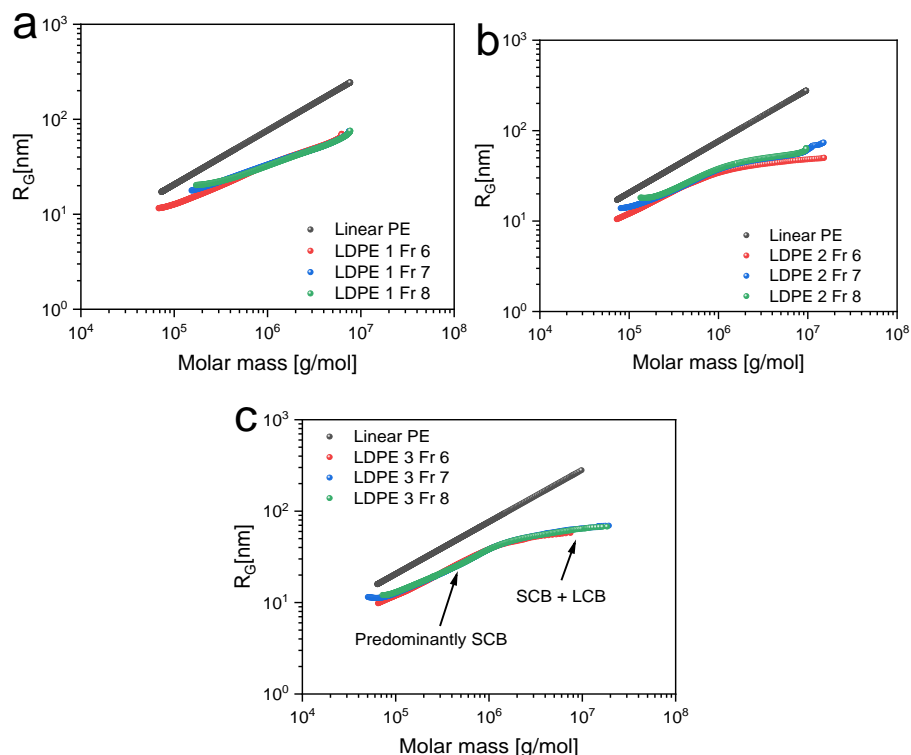 a
10³
10²
10¹
10⁰
R_G[nm]
Linear PE
LDPE 1 Fr 6
LDPE 1 Fr 7
LDPE 1 Fr 8
10⁴ 10⁵ 10⁶ 10⁷ 10⁸
Molar mass [g/mol]
b
10³
10²
10¹
10⁰
R_G[nm]
Linear PE
LDPE 2 Fr 6
LDPE 2 Fr 7
LDPE 2 Fr 8
10⁴ 10⁵ 10⁶ 10⁷ 10⁸
Molar mass [g/mol]
c
10³
10²
10¹
10⁰
R_G[nm]
Linear PE
LDPE 3 Fr 6
LDPE 3 Fr 7
LDPE 3 Fr 8
SCB + LCB
Predominantly SCB
10⁴ 10⁵ 10⁶ 10⁷ 10⁸
Molar mass [g/mol]